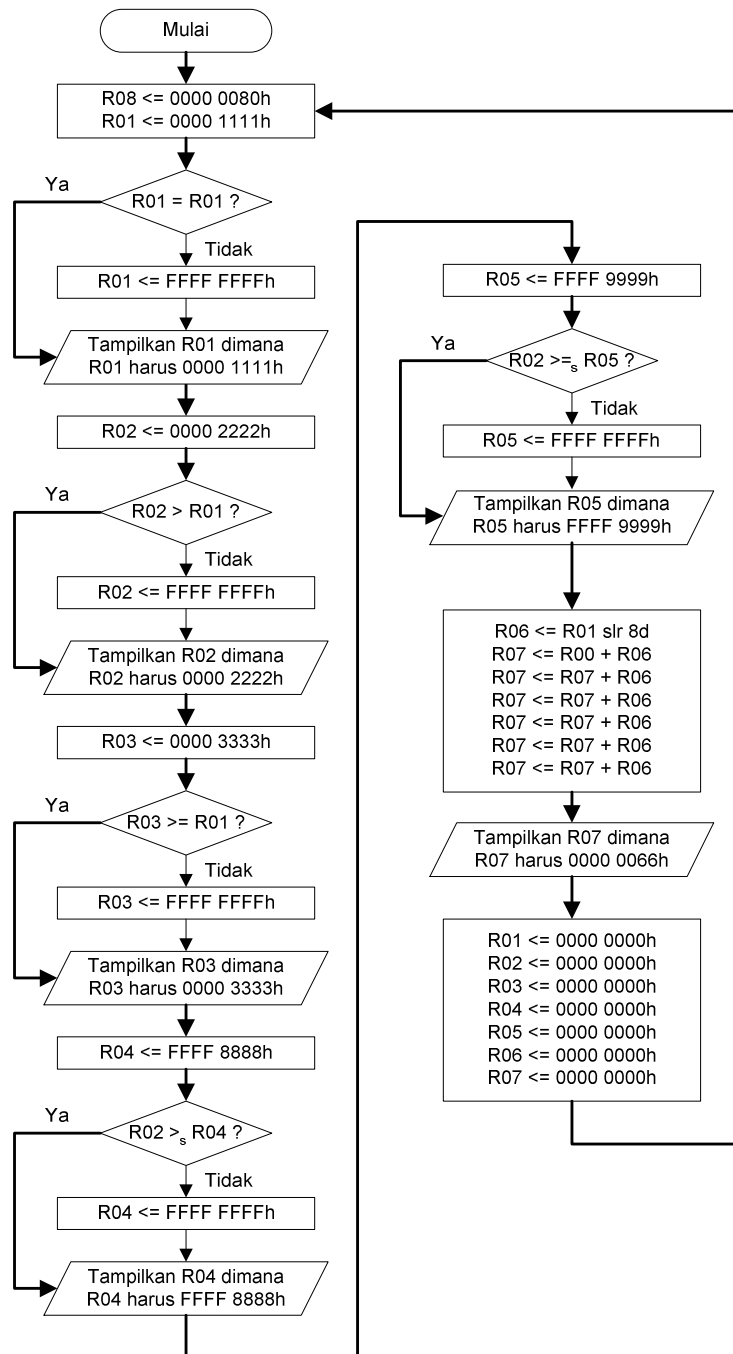 Mulai
R08 <= 0000 0080h
R01 <= 0000 1111h
R01 = R01 ?
Ya
Tidak
R01 <= FFFF FFFFh
Tampilkan R01 dimana
R01 harus 0000 1111h
R02 <= 0000 2222h
Ya
R02 > R01 ?
Tidak
R02 <= FFFF FFFFh
Tampilkan R02 dimana
R02 harus 0000 2222h
R03 <= 0000 3333h
Ya
R03 >= R01 ?
Tidak
R03 <= FFFF FFFFh
Tampilkan R03 dimana
R03 harus 0000 3333h
R04 <= FFFF 8888h
Ya
R02 >s R04 ?
Tidak
R04 <= FFFF FFFFh
Tampilkan R04 dimana
R04 harus FFFF 8888h
R05 <= FFFF 9999h
Ya
R02 >=s R05 ?
Tidak
R05 <= FFFF FFFFh
Tampilkan R05 dimana
R05 harus FFFF 9999h
R06 <= R01 slr 8d
R07 <= R00 + R06
R07 <= R07 + R06
R07 <= R07 + R06
R07 <= R07 + R06
R07 <= R07 + R06
R07 <= R07 + R06
Tampilkan R07 dimana
R07 harus 0000 0066h
R01 <= 0000 0000h
R02 <= 0000 0000h
R03 <= 0000 0000h
R04 <= 0000 0000h
R05 <= 0000 0000h
R06 <= 0000 0000h
R07 <= 0000 0000h